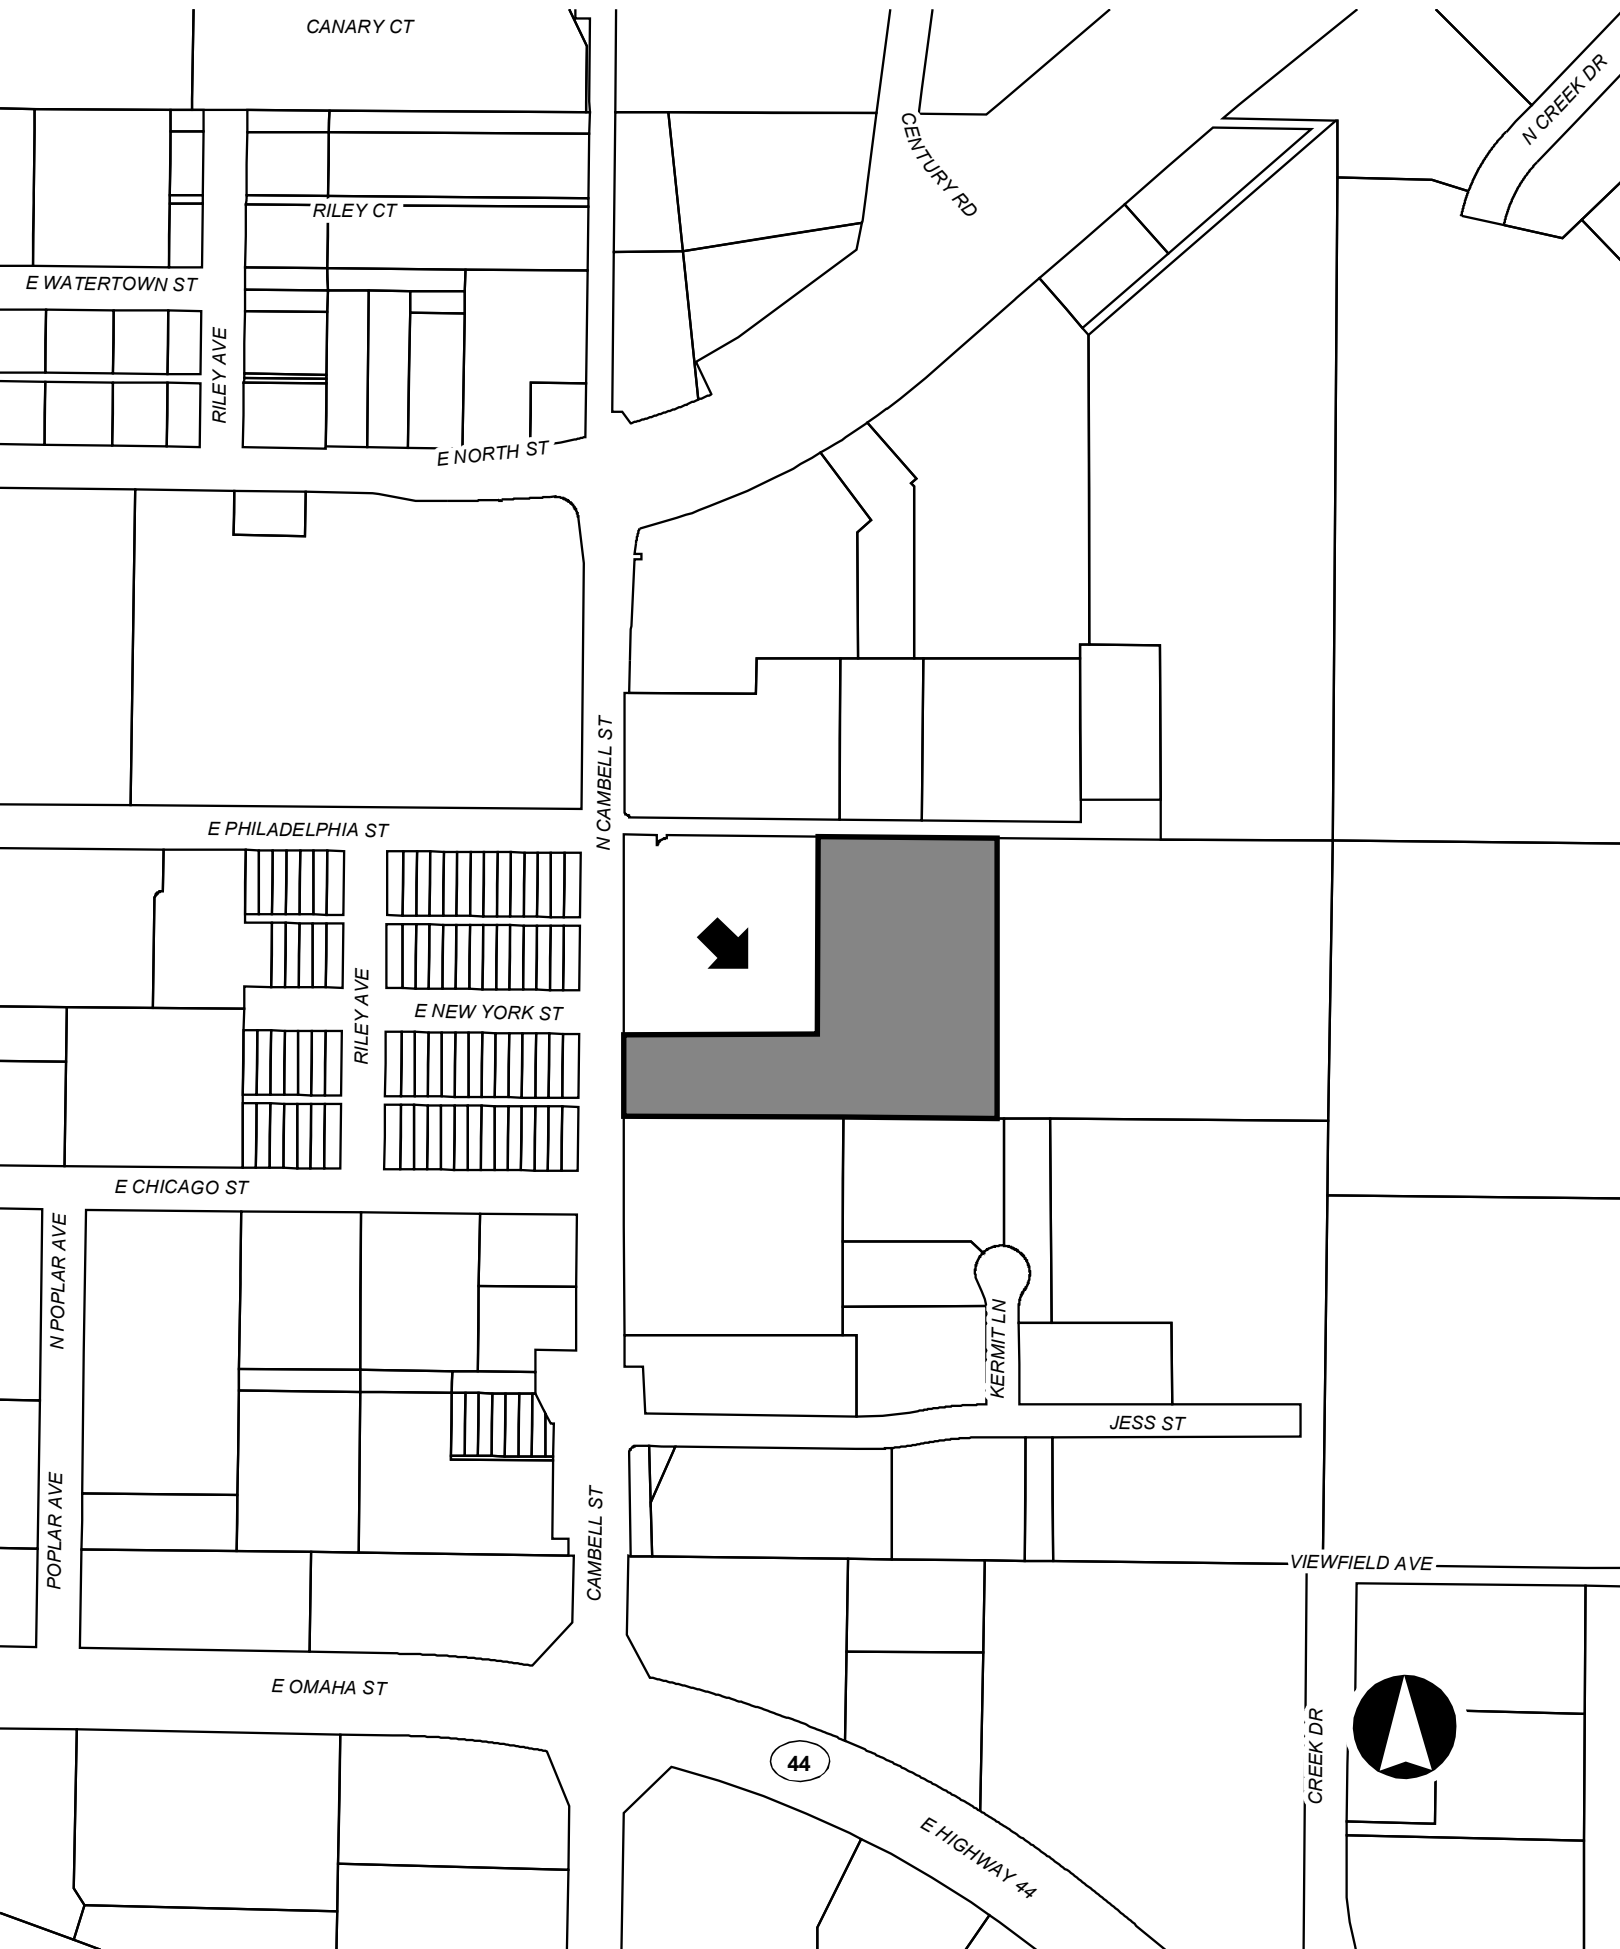 CANARY CT
N CREEK DR
CENTURY RD
RILEY CT
E WATERTOWN ST
RILEY AVE
E NORTH ST
N CAMBELL ST
E PHILADELPHIA ST
RILEY AVE
E NEW YORK ST
E CHICAGO ST
N POPLAR AVE
KERMIT LN
JESS ST
POPLAR AVE
CAMBELL ST
VIEWFIELD AVE
E OMAHA ST
CREEK DR
44
E HIGHWAY 44